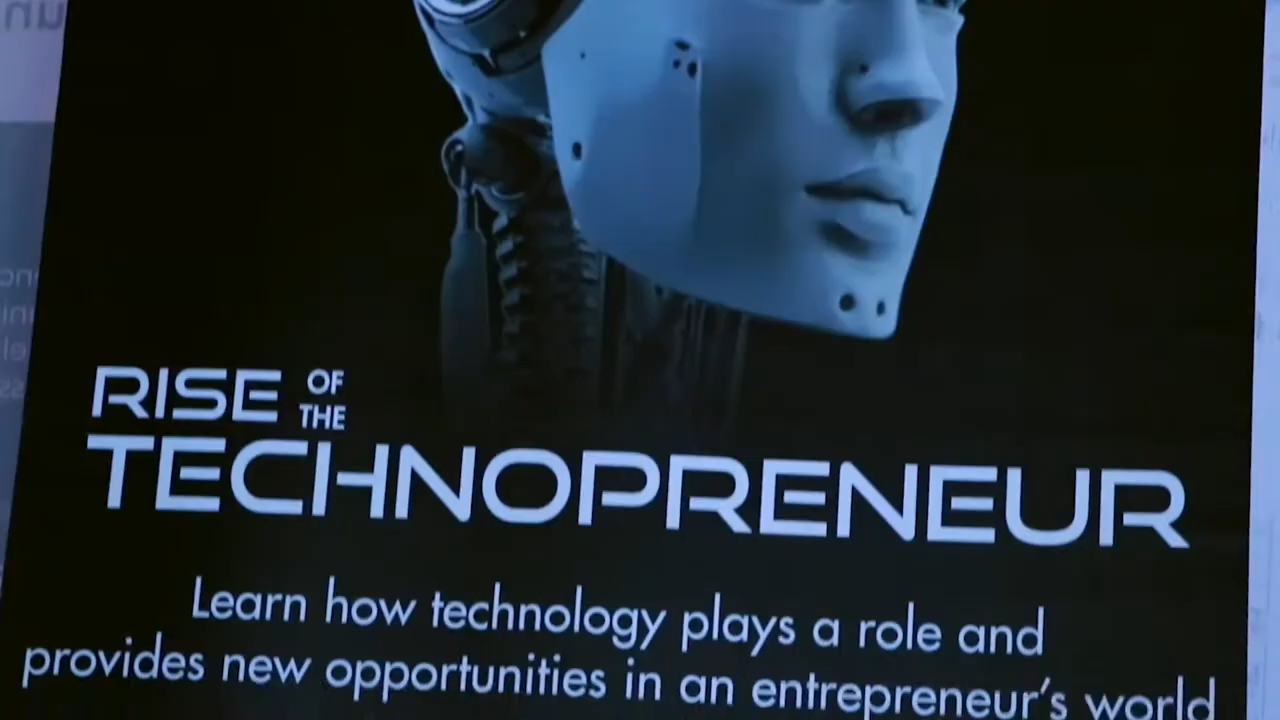 RISE OF THE
TECHNOPRENEUR
Learn how technology plays a role and
provides new opportunities in an entrepreneur's world